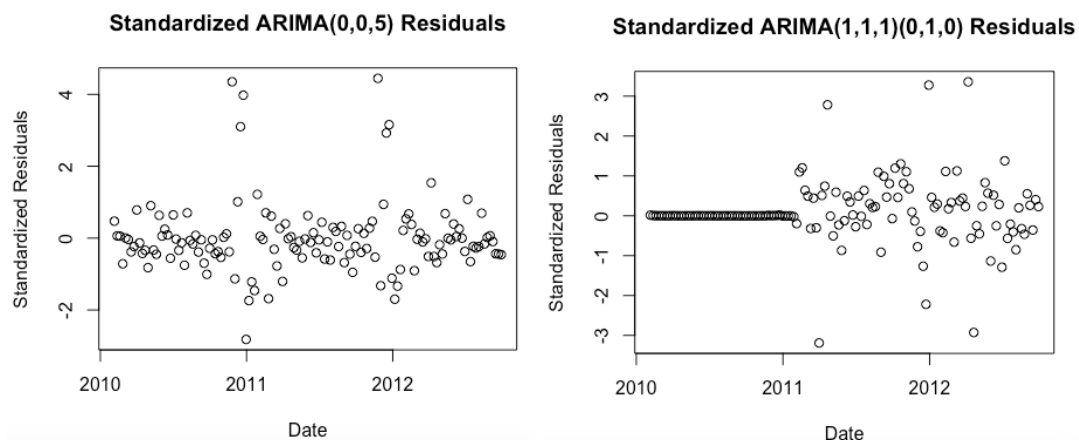 Standardized ARIMA(0,0,5) Residuals
Standardized Residuals
4
2
0
-2
2010
2011
2012
Date
Standardized ARIMA(1,1,1)(0,1,0) Residuals
Standardized Residuals
3
2
1
0
-1
-2
-3
2010
2011
2012
Date